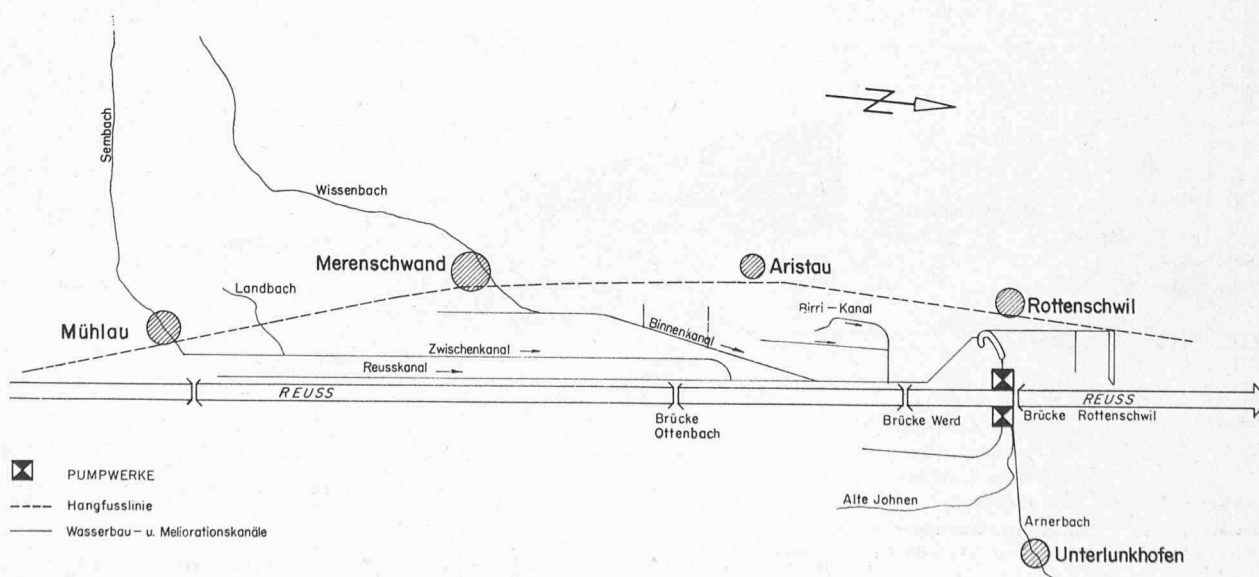 N
Sembach
Wissenbach
Merenschwand
Aristau
Landbach
Birri - Kanal
Rottenschwil
Mühlau
Binnenkanal
Zwischenkanal
Reusskanal
REUSS
REUSS
Brücke
Ottenbach
Brücke Werd
Brücke Rottenschwil
PUMPWERKE
Hangfusslinie
Wasserbau - u. Meliorationskanäle
Alte Johnen
Arnerbach
Unterlunkhofen